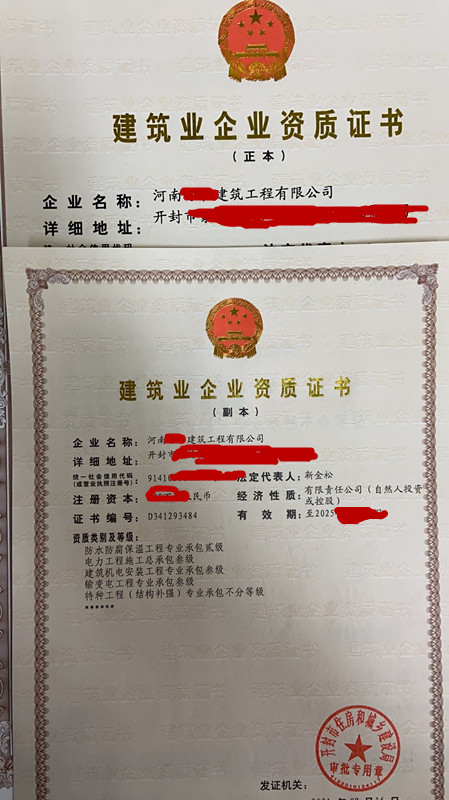 建筑业企业资质证书
(正本)
企业名称: 河南 建筑工程有限公司
详细地址: 开封市
建筑业企业资质证书
(副本)
企业名称: 河南 建筑工程有限公司
详细地址: 开封市
统一社会信用代码
(或营业执照注册号): 9141
法定代表人: 靳金松
注册资本: 人民币
经济性质: 有限责任公司(自然人投资
或控股)
证书编号: D341293484
有效期: 至2025
资质类别及等级:
防水防腐保温工程专业承包贰级
电力工程施工总承包叁级
建筑机电安装工程专业承包叁级
输变电工程专业承包叁级
特种工程(结构补强)专业承包不分等级
******
开封市住房和城乡建设局
审批专用章
发证机关: